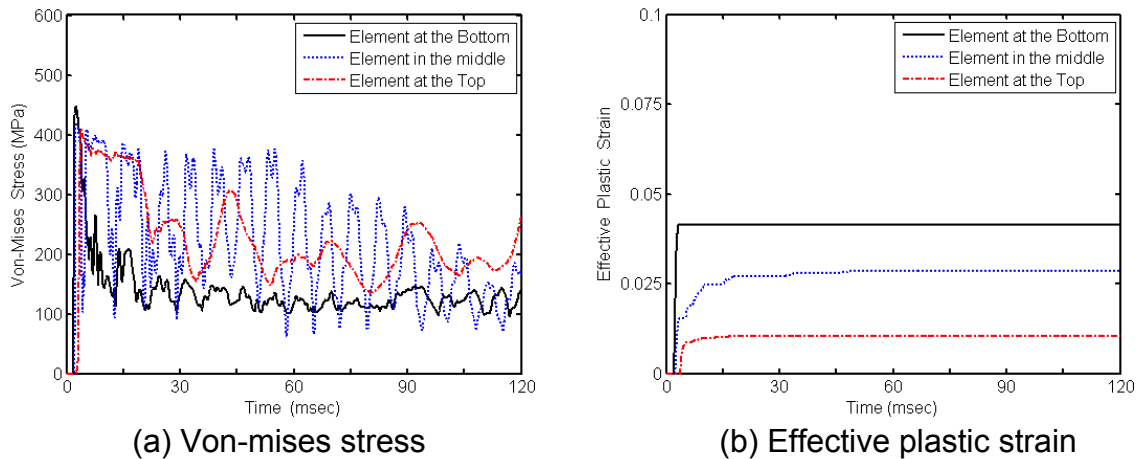 600
500
400
300
200
100
0
Von-Mises Stress (MPa)
Element at the Bottom
Element in the middle
Element at the Top
0 30 60 90 120
Time (msec)
(a) Von-mises stress
0.1
0.075
0.05
0.025
0
Effective Plastic Strain
Element at the Bottom
Element in the middle
Element at the Top
0 30 60 90 120
Time (msec)
(b) Effective plastic strain